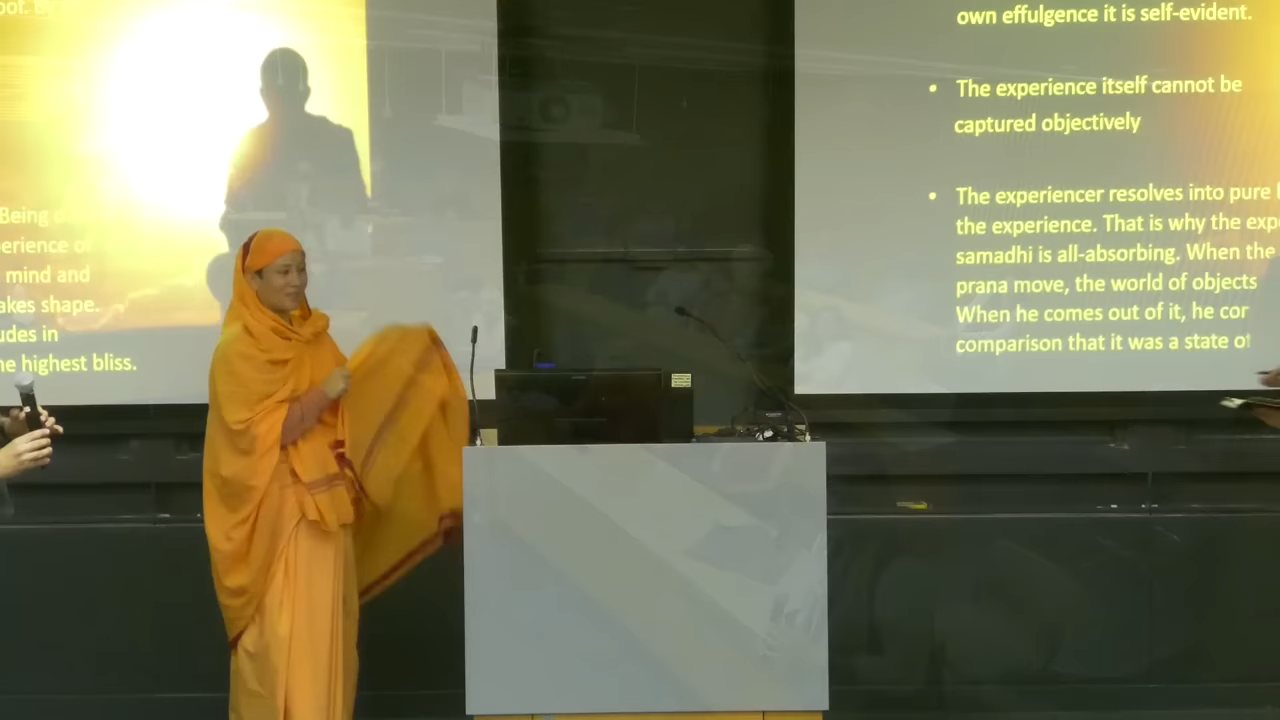 oof.
Being
perience of
mind and
akes shape.
udes in
he highest bliss.
own effulgence it is self-evident.
• The experience itself cannot be
captured objectively
• The experiencer resolves into pure
the experience. That is why the exp
samadhi is all-absorbing. When the
prana move, the world of objects
When he comes out of it, he cor
comparison that it was a state of